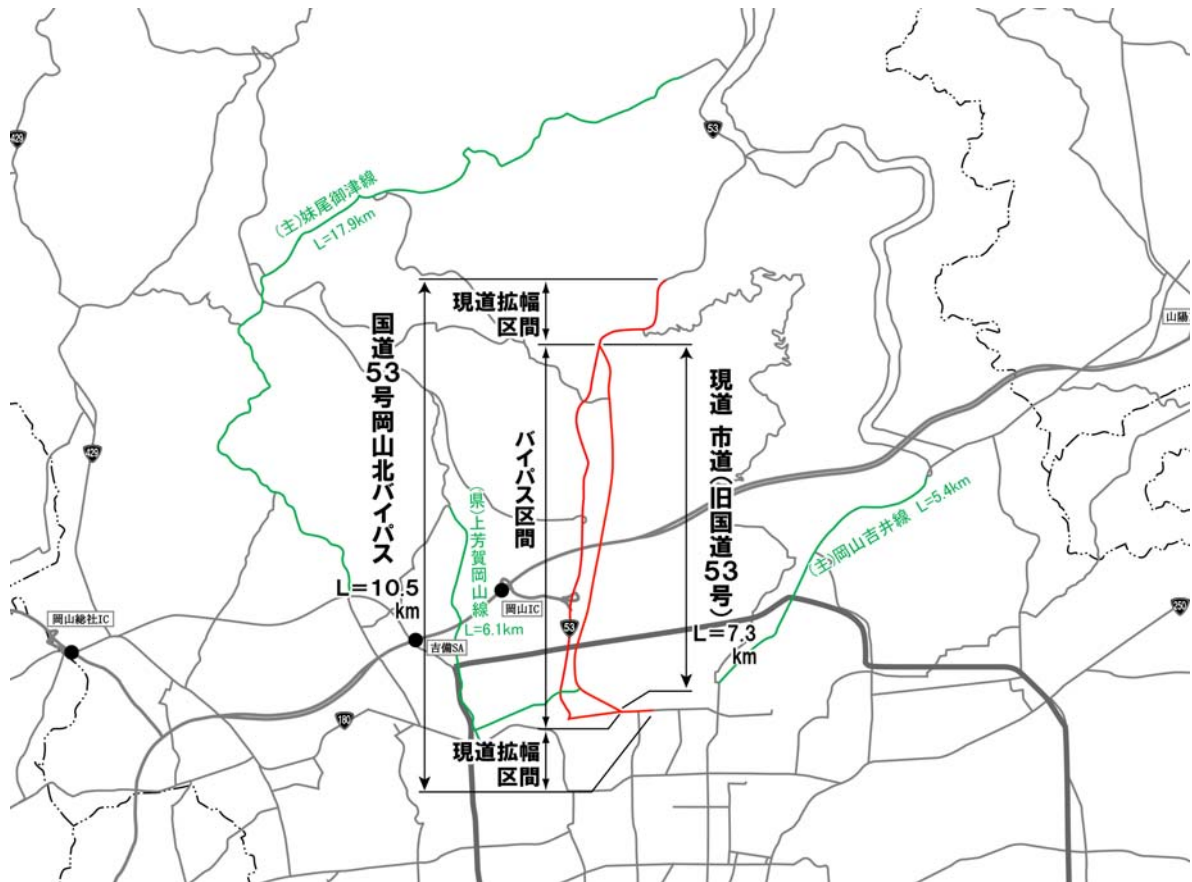 429
53
(主)妹尾御津線
L=17.9km
現道拡幅
区間
国道53号岡山北バイパス
L=10.5
km
バイパス区間
現道 市道(旧国道53号)
L=7.3
km
山陽
429
(県)上芳賀岡山線
L=6.1km
(主)岡山吉井線 L=5.4km
岡山IC
岡山総社IC
吉備SA
53
250
180
現道拡幅
区間